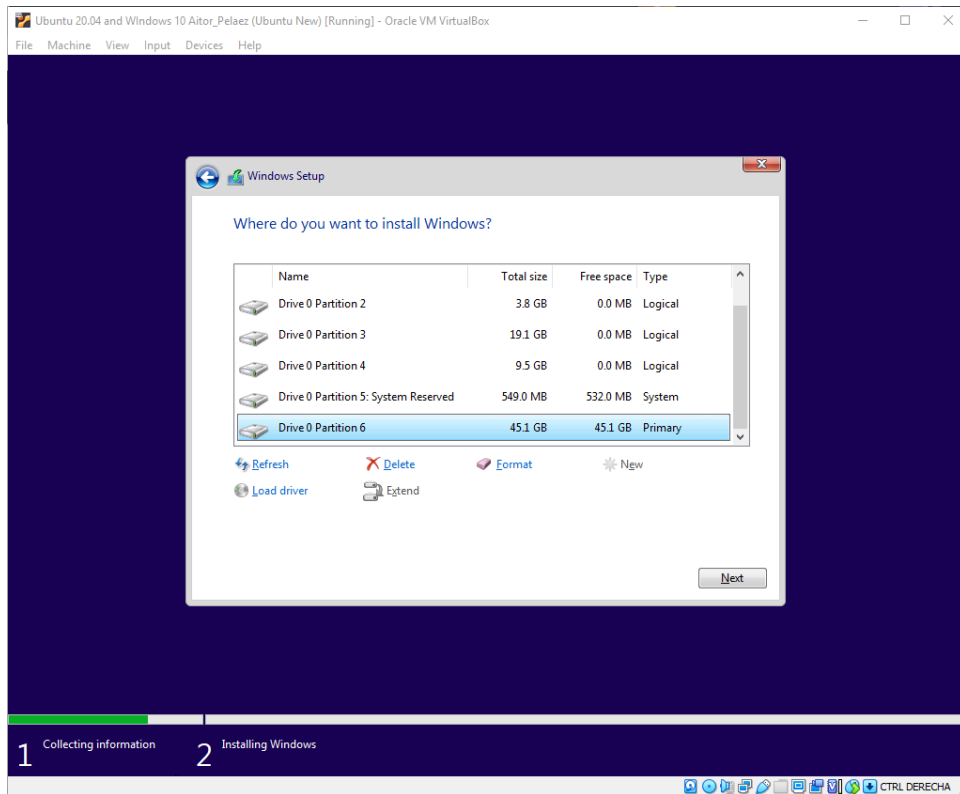 Ubuntu 20.04 and WIndows 10 Aitor_Pelaez (Ubuntu New) [Running] - Oracle VM VirtualBox
File Machine View Input Devices Help
Windows Setup
Where do you want to install Windows?
Name Total size Free space Type
Drive 0 Partition 2 3.8 GB 0.0 MB Logical
Drive 0 Partition 3 19.1 GB 0.0 MB Logical
Drive 0 Partition 4 9.5 GB 0.0 MB Logical
Drive 0 Partition 5: System Reserved 549.0 MB 532.0 MB System
Drive 0 Partition 6 45.1 GB 45.1 GB Primary
Refresh Delete Format New
Load driver Extend
Next
1 Collecting information 2 Installing Windows
CTRL DERECHA